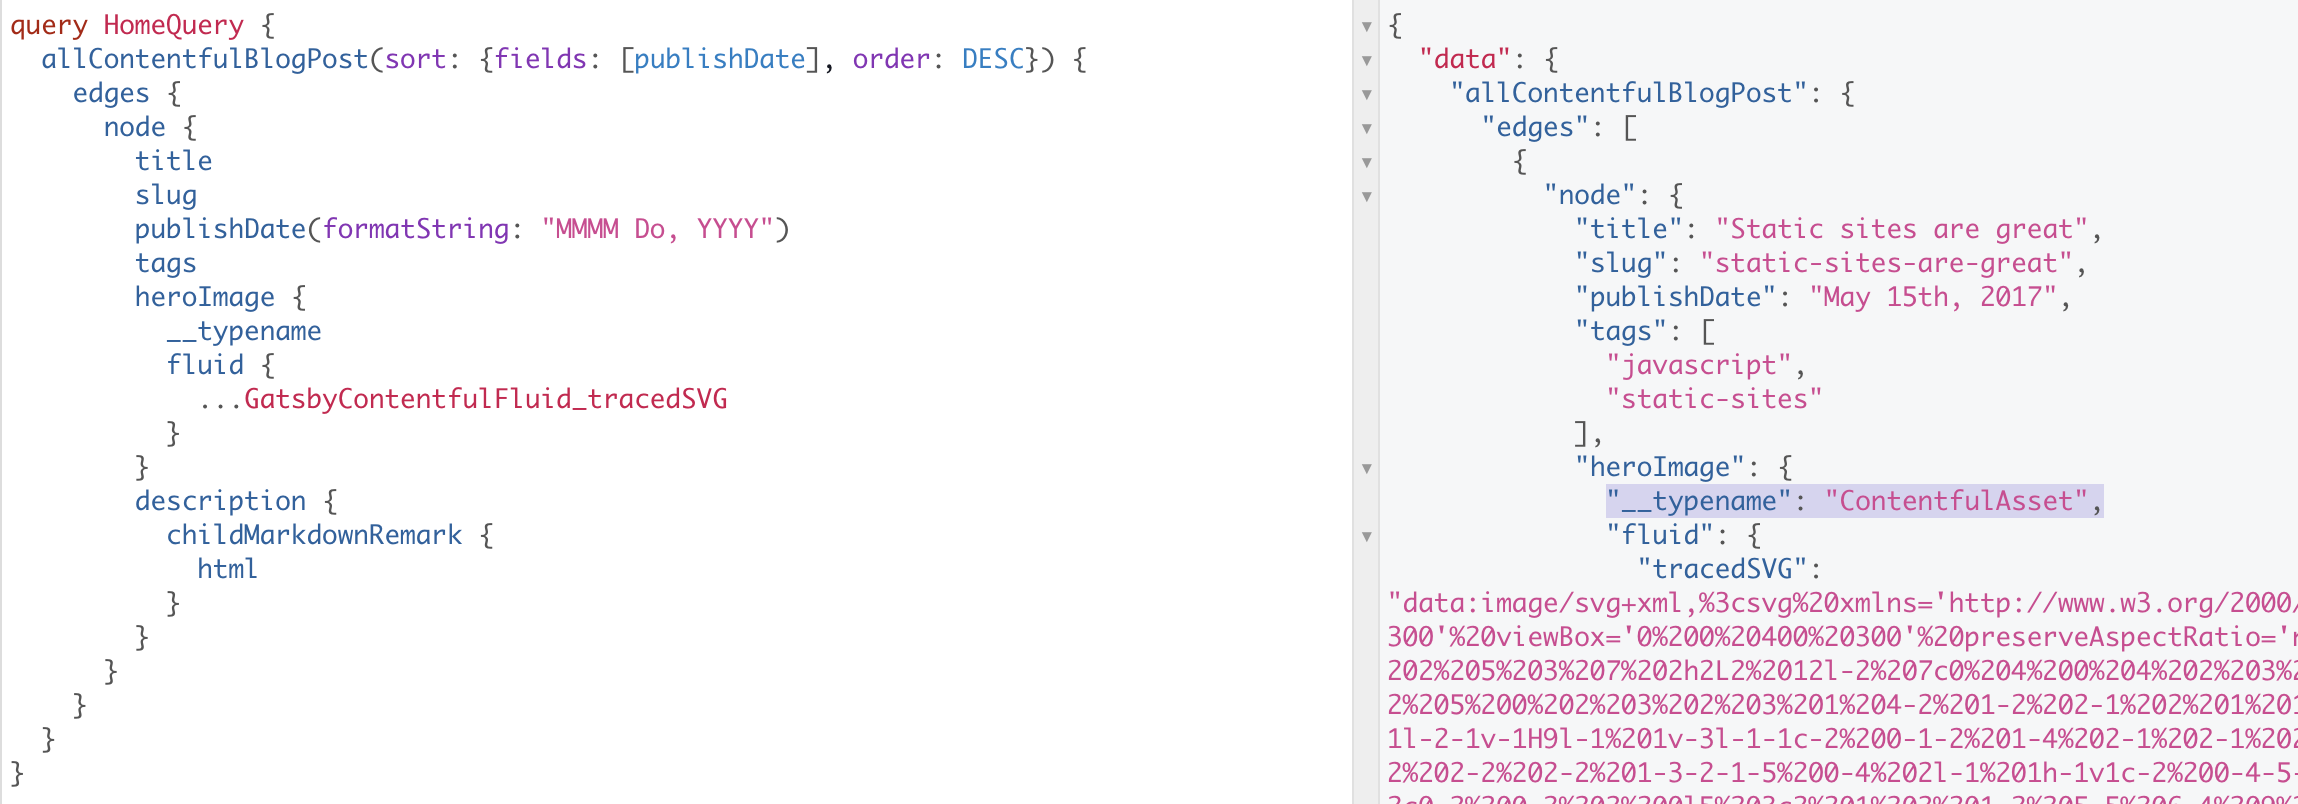 query HomeQuery {
allContentfulBlogPost(sort: {fields: [publishDate], order: DESC}) {
edges {
node {
title
slug
publishDate(formatString: "MMMM Do, YYYY")
tags
heroImage {
__typename
fluid {
...GatsbyContentfulFluid_tracedSVG
}
}
description {
childMarkdownRemark {
html
}
}
}
}
}
}
{
"data": {
"allContentfulBlogPost": {
"edges": [
{
"node": {
"title": "Static sites are great",
"slug": "static-sites-are-great",
"publishDate": "May 15th, 2017",
"tags": [
"javascript",
"static-sites"
],
"heroImage": {
"__typename": "ContentfulAsset",
"fluid": {
"tracedSVG":
"data:image/svg+xml,%3csvg%20xmlns='http://www.w3.org/2000/
300'%20viewBox='0%200%20400%20300'%20preserveAspectRatio='
202%205%203%207%202h2L2%2012l-2%207c0%204%200%204%202%203%2
2%205%200%202%203%202%203%201%204-2%201-2%202-1%202%201%201
1l-2-1v-1H9l-1%201v-3l-1-1c-2%200-1-2%201-4%202-1%202-1%202
2%202-2%202-2%201-3-2-1-5%200-4%202l-1%201h-1v1c-2%200-4-5-